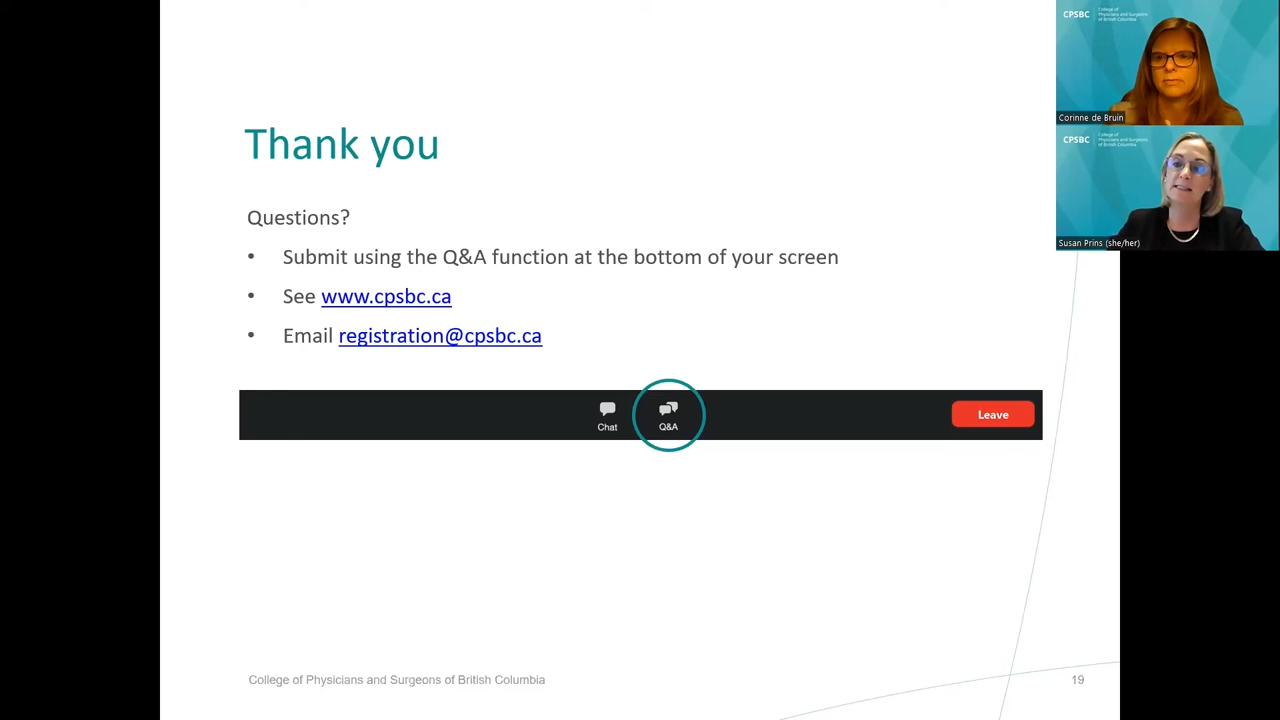 Thank you
Questions?
• Submit using the Q&A function at the bottom of your screen
• See www.cpsbc.ca
• Email registration@cpsbc.ca
Chat
Q&A
Leave
College of Physicians and Surgeons of British Columbia
19
CPSBC
College of
Physicians and Surgeons
of British Columbia
Corinne de Bruin
CPSBC
College of
Physicians and Surgeons
of British Columbia
Susan Prins (she/her)